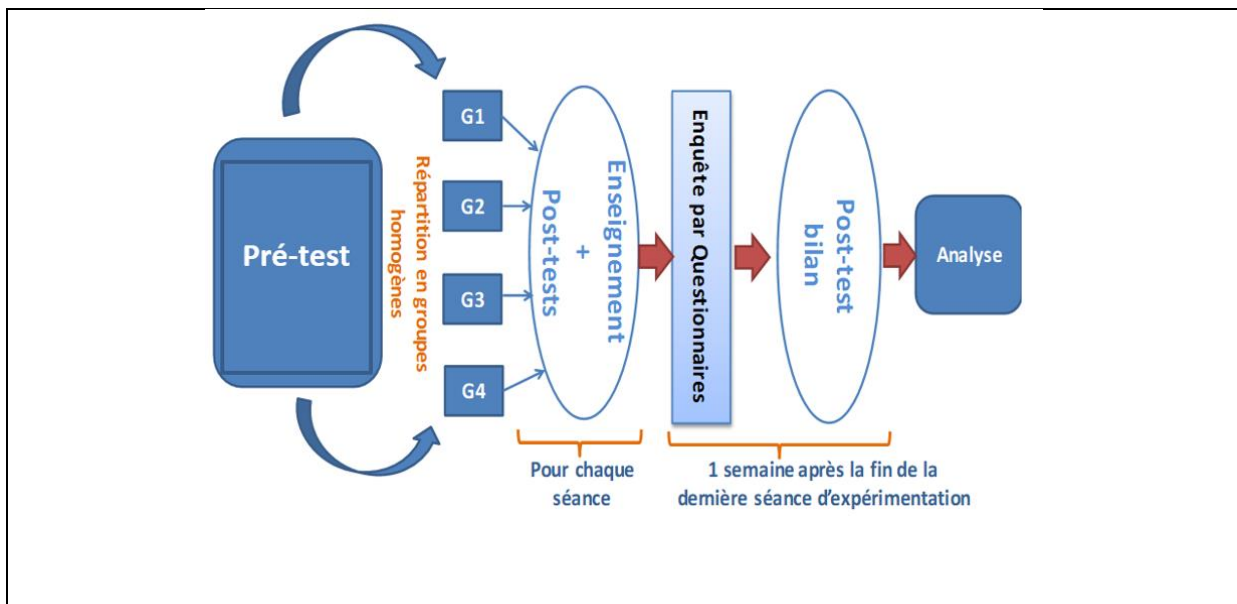 Pré-test
Répartition en groupes
homogènes
G1
G2
G3
G4
Enseignement
+
Post-tests
Enquête par Questionnaires
Post-test
bilan
Analyse
Pour chaque
séance
1 semaine après la fin de la
dernière séance d'expérimentation